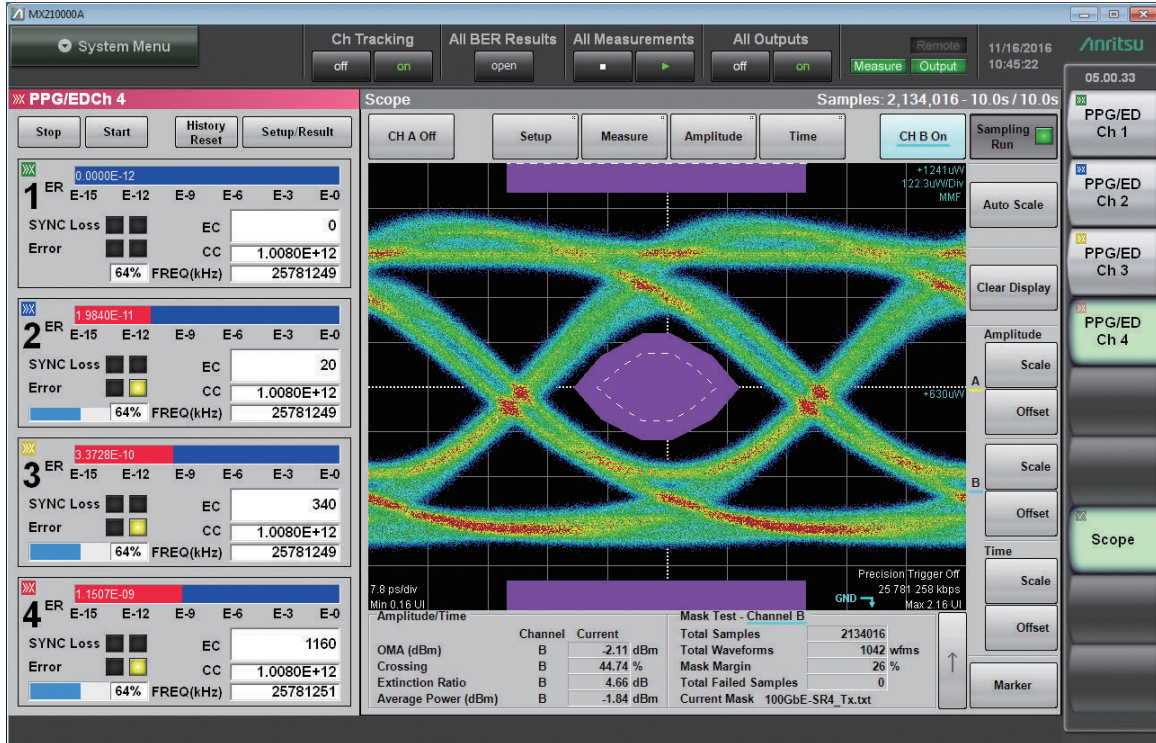 MX210000A
System Menu
Ch Tracking
off on
All BER Results
open
All Measurements
All Outputs
off on
Remote
Measure Output
11/16/2016
10:45:22
Anritsu
05.00.33
PPG/EDCh 4
Stop Start History Reset Setup/Result
1 ER 0.0000E-12
E-15 E-12 E-9 E-6 E-3 E-0
SYNC Loss EC 0
Error CC 1.0080E+12
64% FREQ(kHz) 25781249
2 ER 1.9840E-11
E-15 E-12 E-9 E-6 E-3 E-0
SYNC Loss EC 20
Error CC 1.0080E+12
64% FREQ(kHz) 25781249
3 ER 3.3728E-10
E-15 E-12 E-9 E-6 E-3 E-0
SYNC Loss EC 340
Error CC 1.0080E+12
64% FREQ(kHz) 25781249
4 ER 1.1507E-09
E-15 E-12 E-9 E-6 E-3 E-0
SYNC Loss EC 1160
Error CC 1.0080E+12
64% FREQ(kHz) 25781251
Scope Samples: 2,134,016 - 10.0s / 10.0s
CH A Off Setup Measure Amplitude Time CH B On
Sampling
Run
+1241uW
122.3uW/Div
MMF
+630uW
7.8 ps/div
Min 0.16 UI
Precision Trigger Off
25 781 258 kbps
GND Max 2.16 UI
Amplitude/Time
Channel Current
OMA (dBm) B -2.11 dBm
Crossing B 44.74 %
Extinction Ratio B 4.66 dB
Average Power (dBm) B -1.84 dBm
Mask Test - Channel B
Total Samples 2134016
Total Waveforms 1042 wfms
Mask Margin 26 %
Total Failed Samples 0
Current Mask 100GbE-SR4_Tx.txt
Auto Scale
Clear Display
Amplitude
A
Scale
Offset
B
Scale
Offset
Time
Scale
Offset
Marker
PPG/ED
Ch 1
PPG/ED
Ch 2
PPG/ED
Ch 3
PPG/ED
Ch 4
Scope